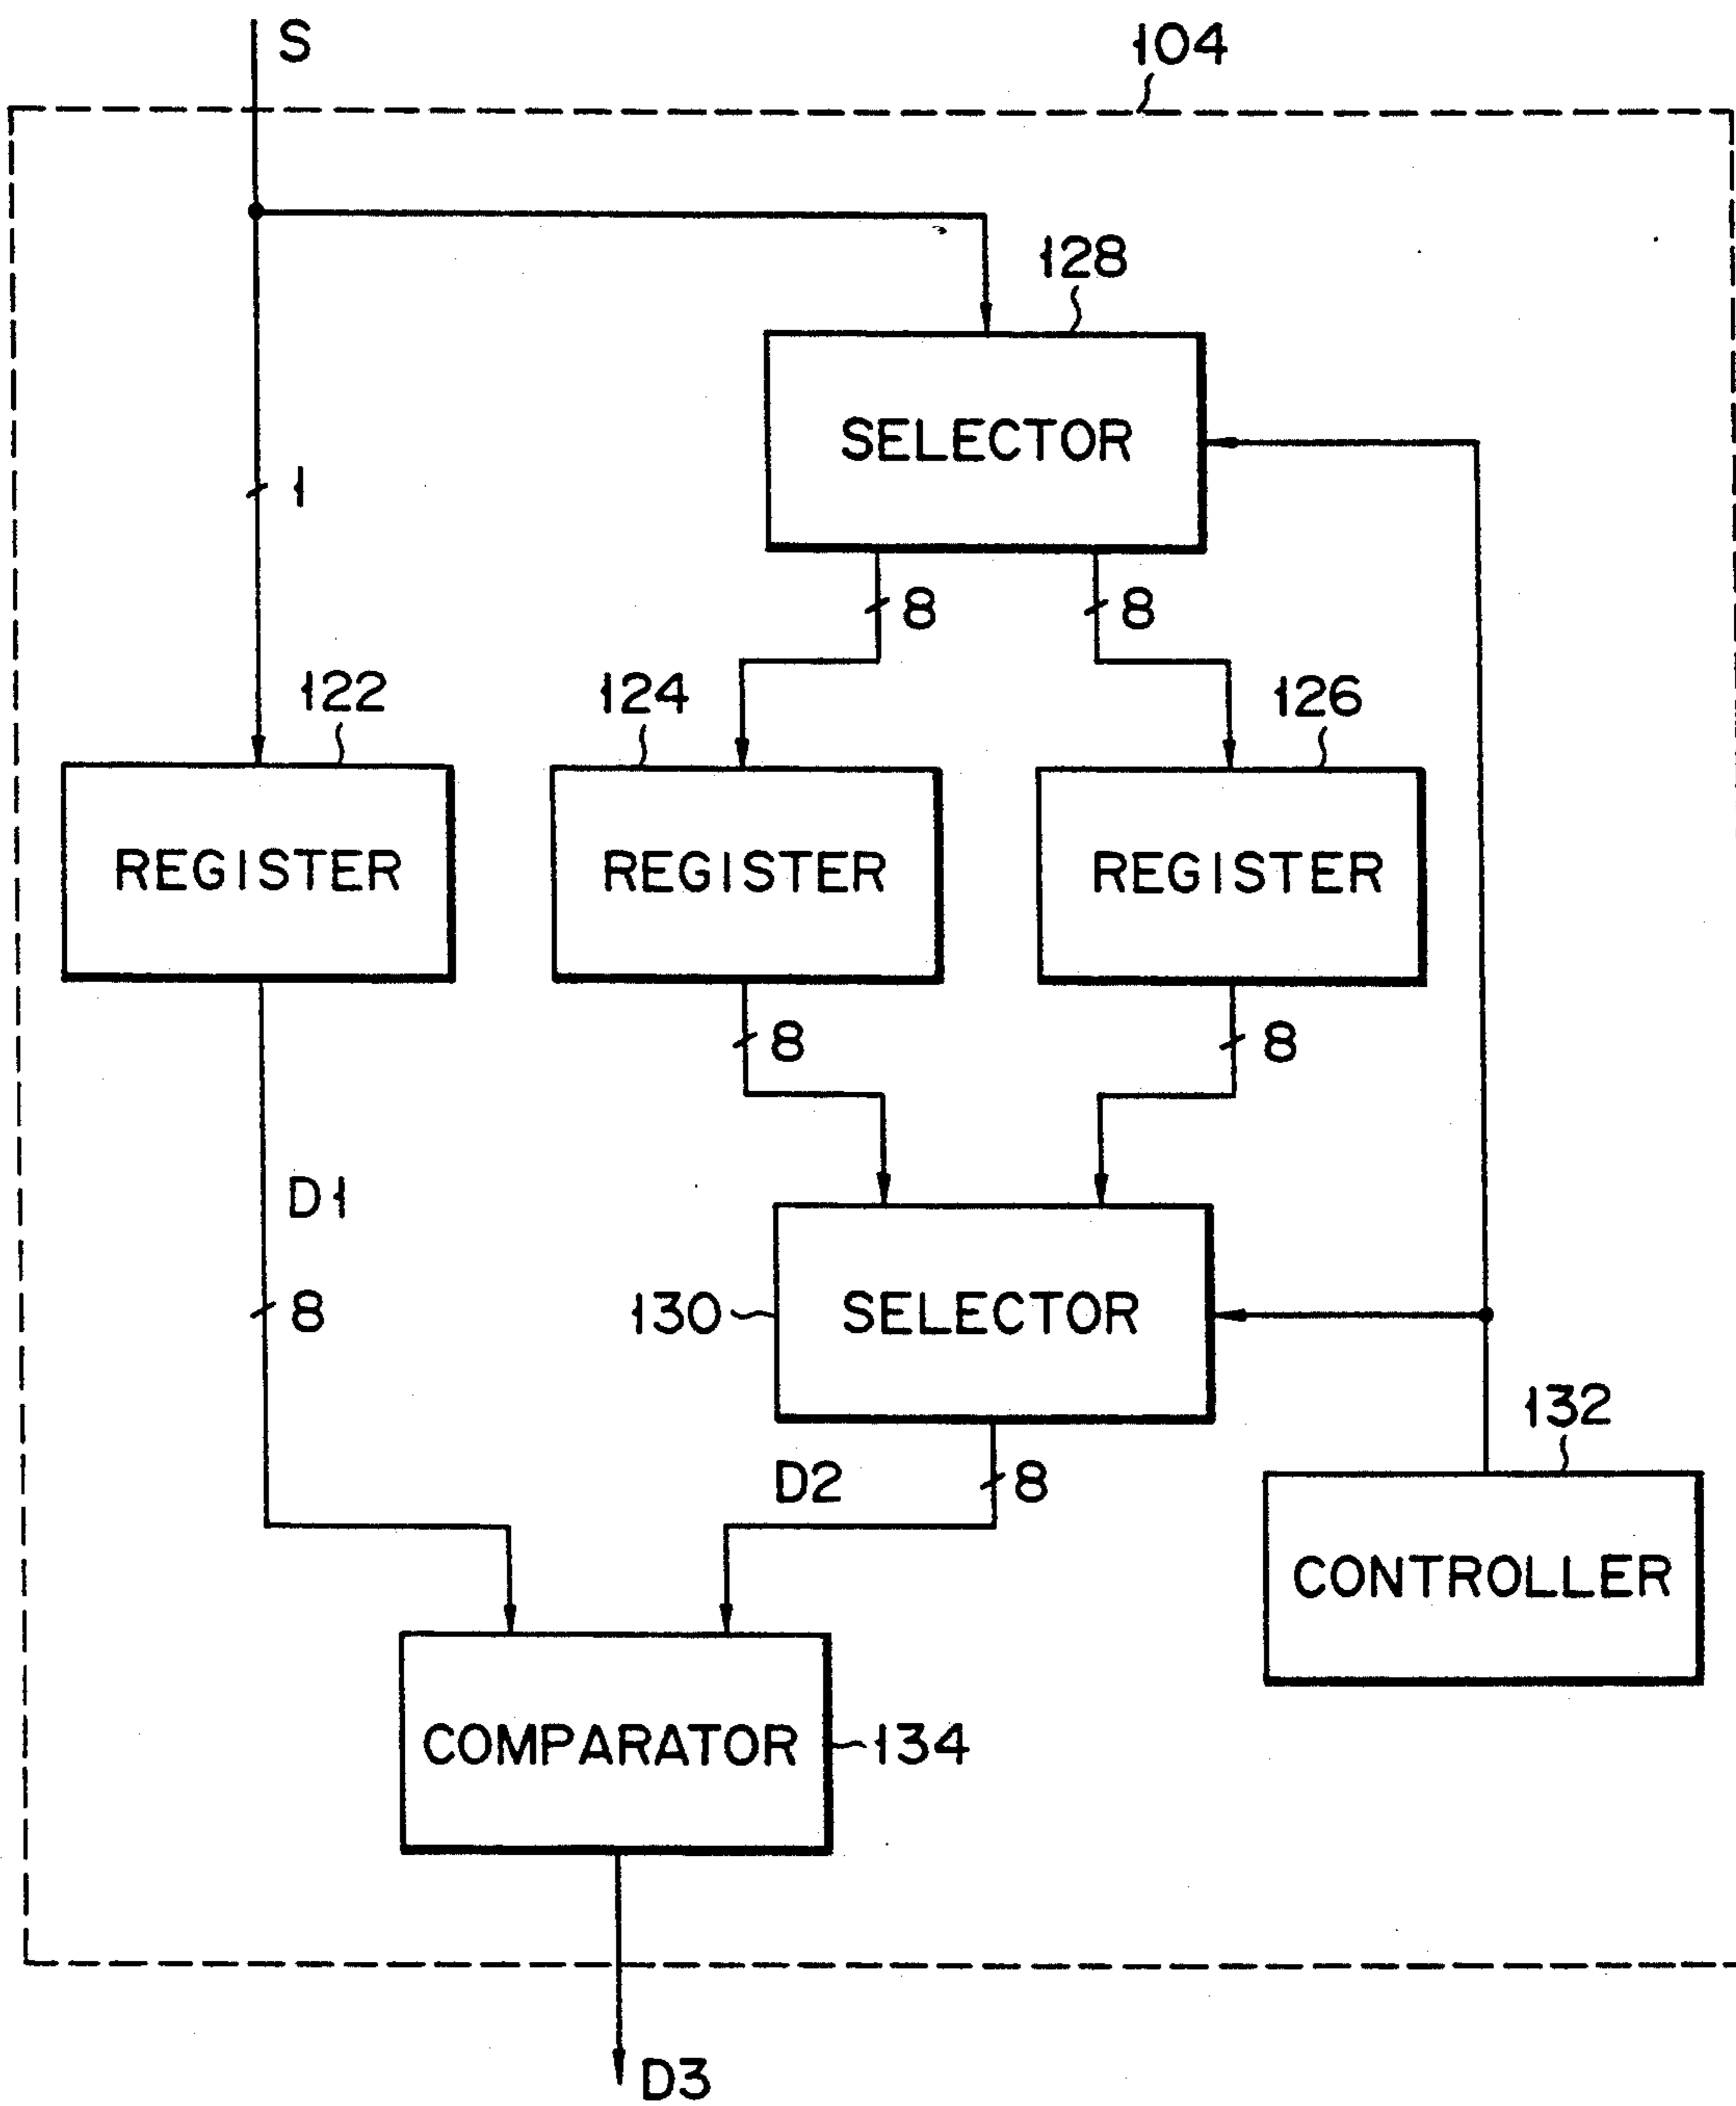 S
104
128
SELECTOR
1
8
8
122
124
126
REGISTER
REGISTER
REGISTER
8
8
D1
8
130
SELECTOR
132
D2
8
CONTROLLER
COMPARATOR
134
D3